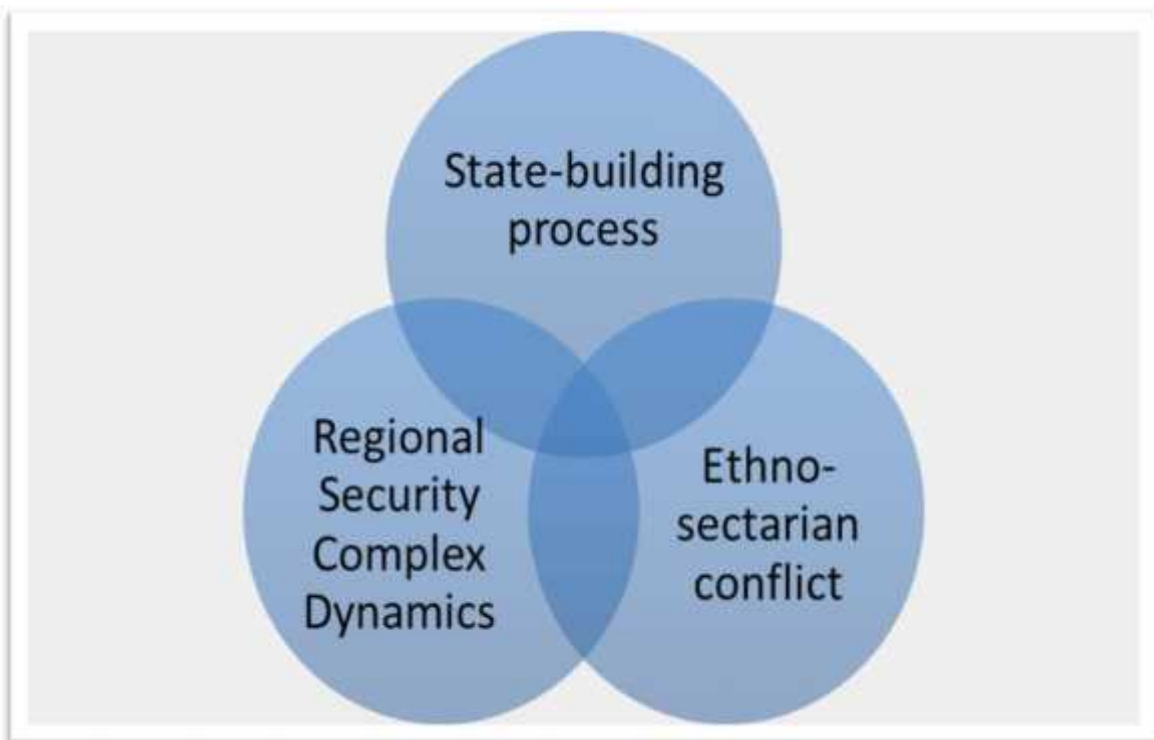 State-building
process
Regional
Security
Complex
Dynamics
Ethno-
sectarian
conflict